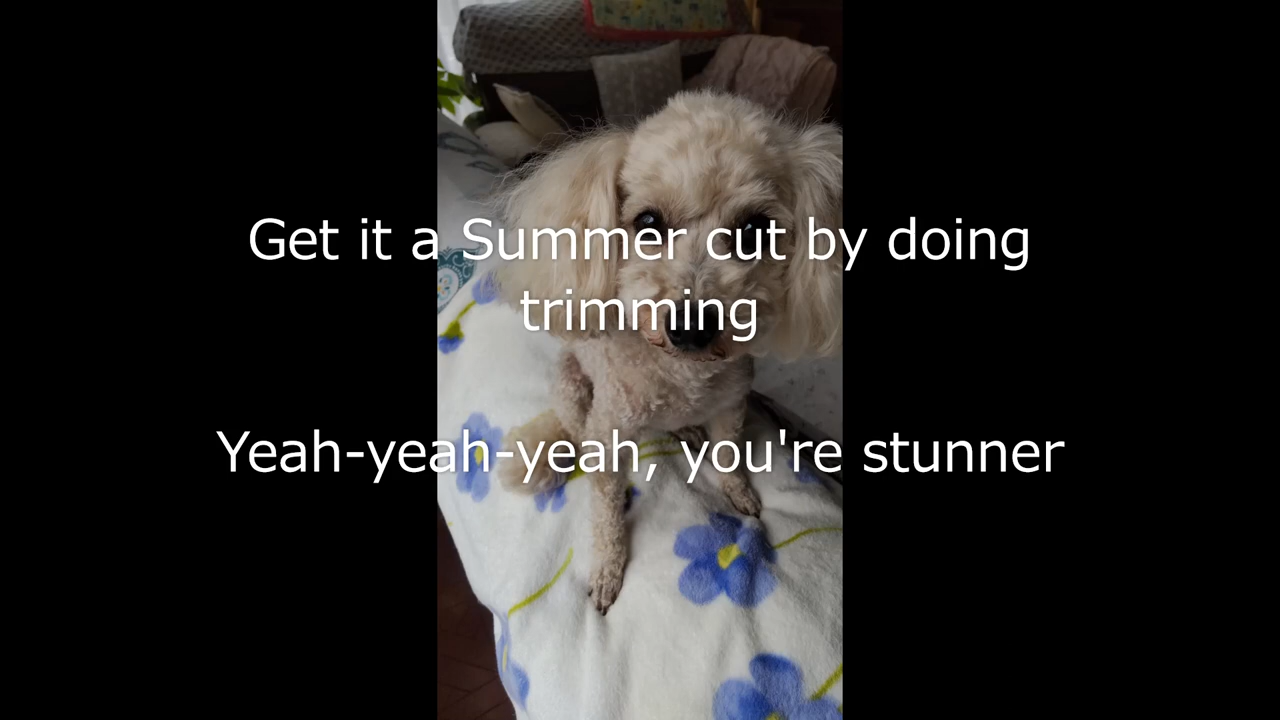 Get it a Summer cut by doing
trimming
Yeah-yeah-yeah, you're stunner